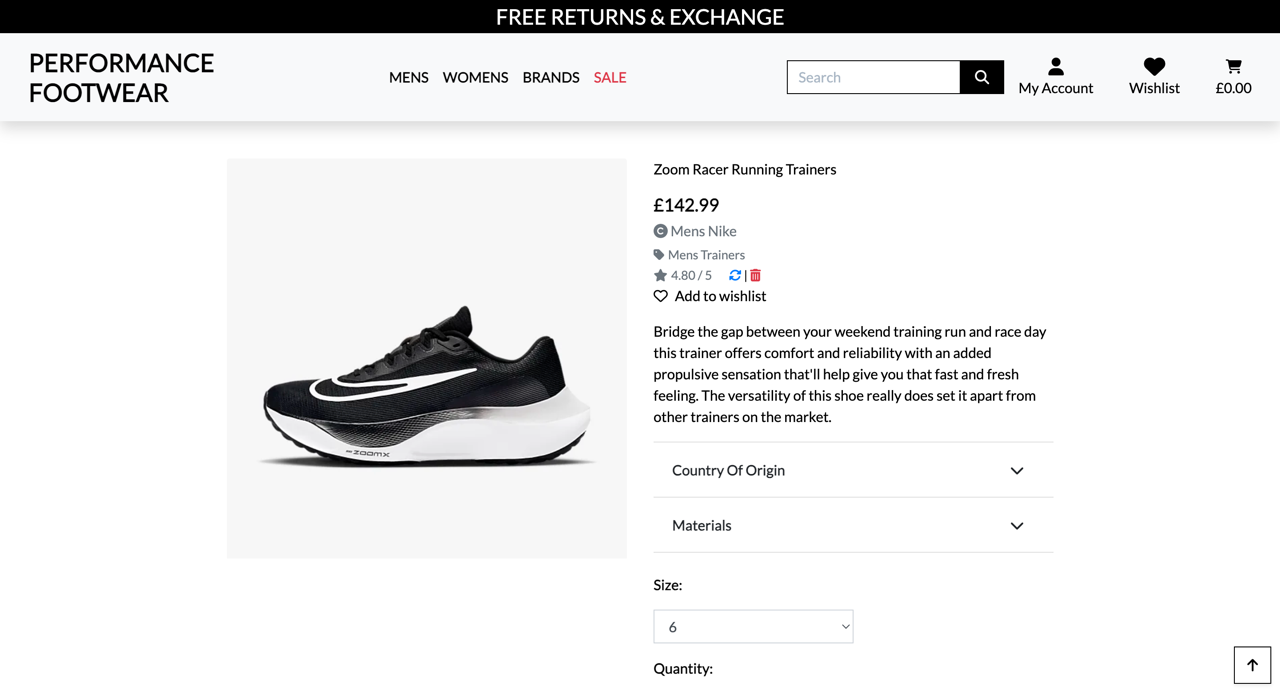 FREE RETURNS & EXCHANGE
PERFORMANCE
FOOTWEAR
MENS WOMENS BRANDS SALE
Search
My Account
Wishlist
£0.00
Zoom Racer Running Trainers
£142.99
Mens Nike
Mens Trainers
4.80 / 5
|
Add to wishlist
Bridge the gap between your weekend training run and race day
this trainer offers comfort and reliability with an added
propulsive sensation that'll help give you that fast and fresh
feeling. The versatility of this shoe really does set it apart from
other trainers on the market.
ZOOMX
Country Of Origin
Materials
Size:
6
Quantity: